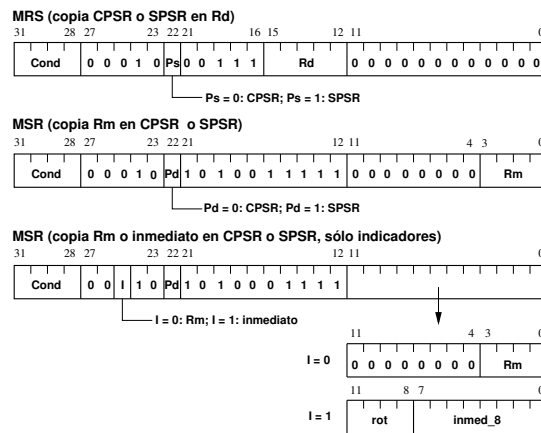 MRS (copia CPSR o SPSR en Rd)
31 28 27 23 22 21 16 15 12 11 0
Cond 0 0 0 1 0 Ps 0 0 1 1 1 Rd 0 0 0 0 0 0 0 0 0 0 0 0
Ps = 0: CPSR; Ps = 1: SPSR
MSR (copia Rm en CPSR o SPSR)
31 28 27 23 22 21 12 11 4 3 0
Cond 0 0 0 1 0 Pd 1 0 1 0 0 1 1 1 1 1 0 0 0 0 0 0 0 0 Rm
Pd = 0: CPSR; Pd = 1: SPSR
MSR (copia Rm o inmediato en CPSR o SPSR, sólo indicadores)
31 28 27 23 22 21 12 11 0
Cond 0 0 I 1 0 Pd 1 0 1 0 0 0 1 1 1 1
I = 0: Rm; I = 1: inmediato
11 4 3 0
I = 0 0 0 0 0 0 0 0 0 Rm
11 8 7 0
I = 1 rot inmed_8